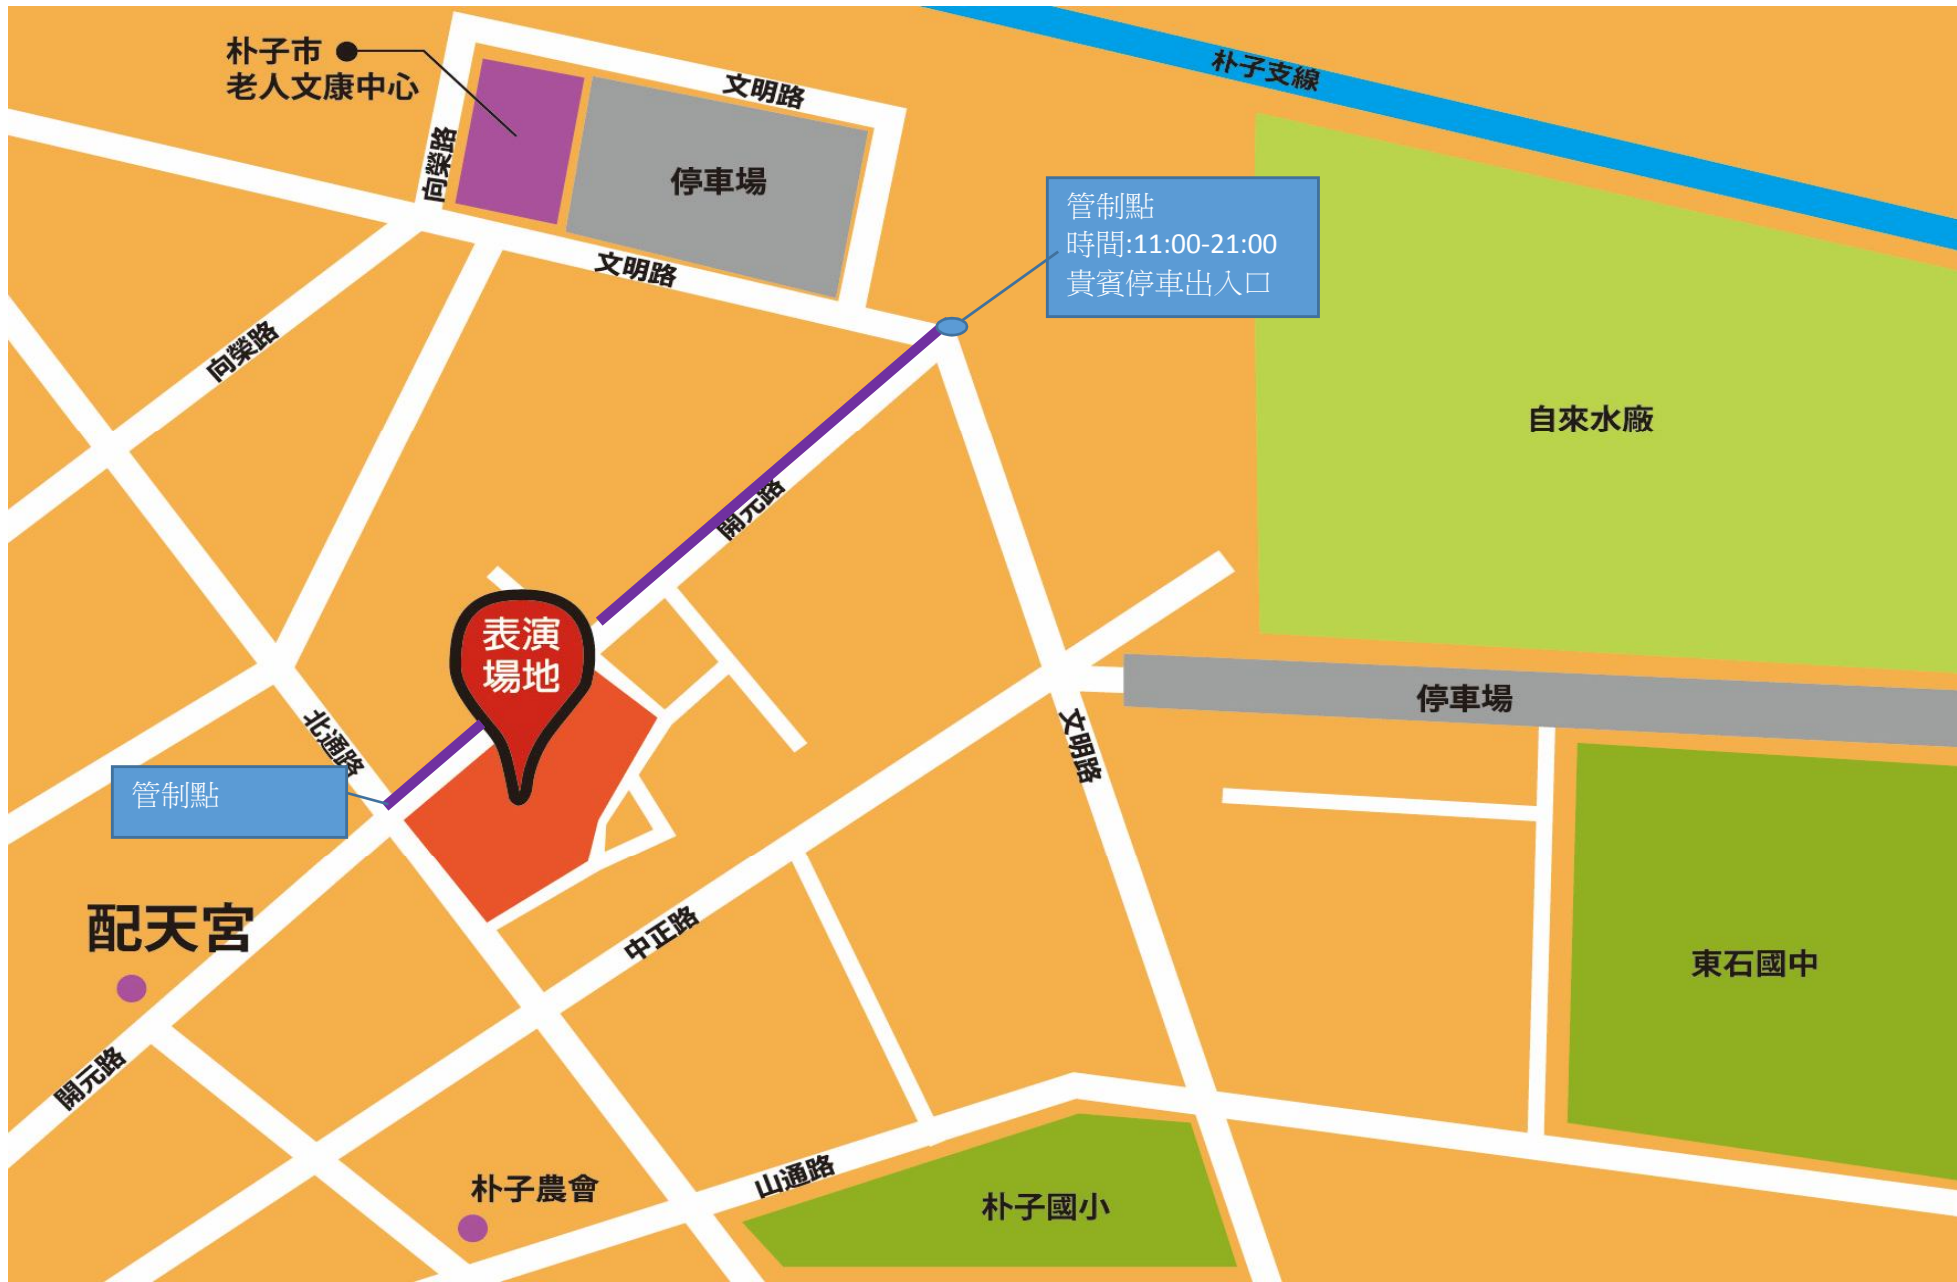 朴子市
老人文康中心
文明路
朴子支線
向榮路
停車場
管制點
時間:11:00-21:00
貴賓停車出入口
文明路
向榮路
自來水廠
開元路
表演
場地
停車場
北通路
文明路
管制點
配天宮
中正路
東石國中
開元路
朴子農會
山通路
朴子國小